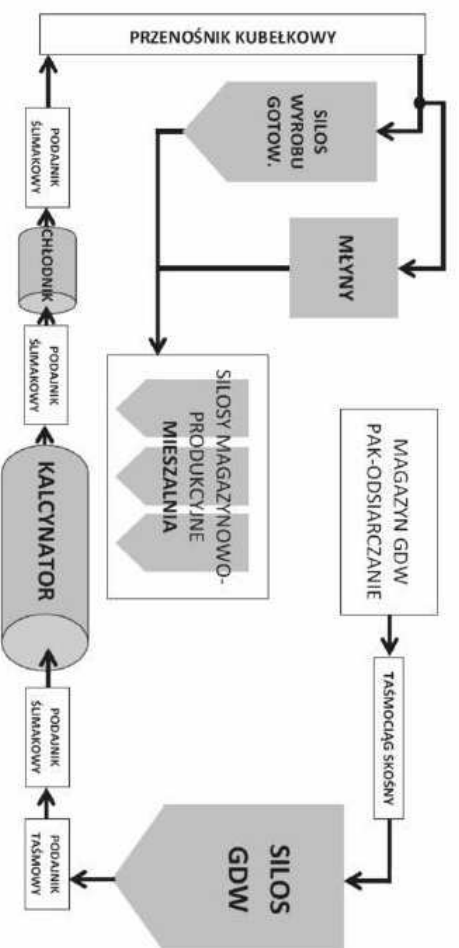 MAGAZYN GDW
PAK-ODSIARCZANIE
TAŚMOCIĄG SKOŚNY
SILOS
GDW
PODAJNIK
TAŚMOWY
PODAJNIK
ŚLIMAKOWY
KALCYNATOR
PODAJNIK
ŚLIMAKOWY
CHŁODNIK
PODAJNIK
ŚLIMAKOWY
PRZENOŚNIK KUBEŁKOWY
SILOS
WYROBU
GOTOW.
MŁYNY
SILOSY MAGAZYNOWO-
PRODUKCYJNE
MIESZALNIA